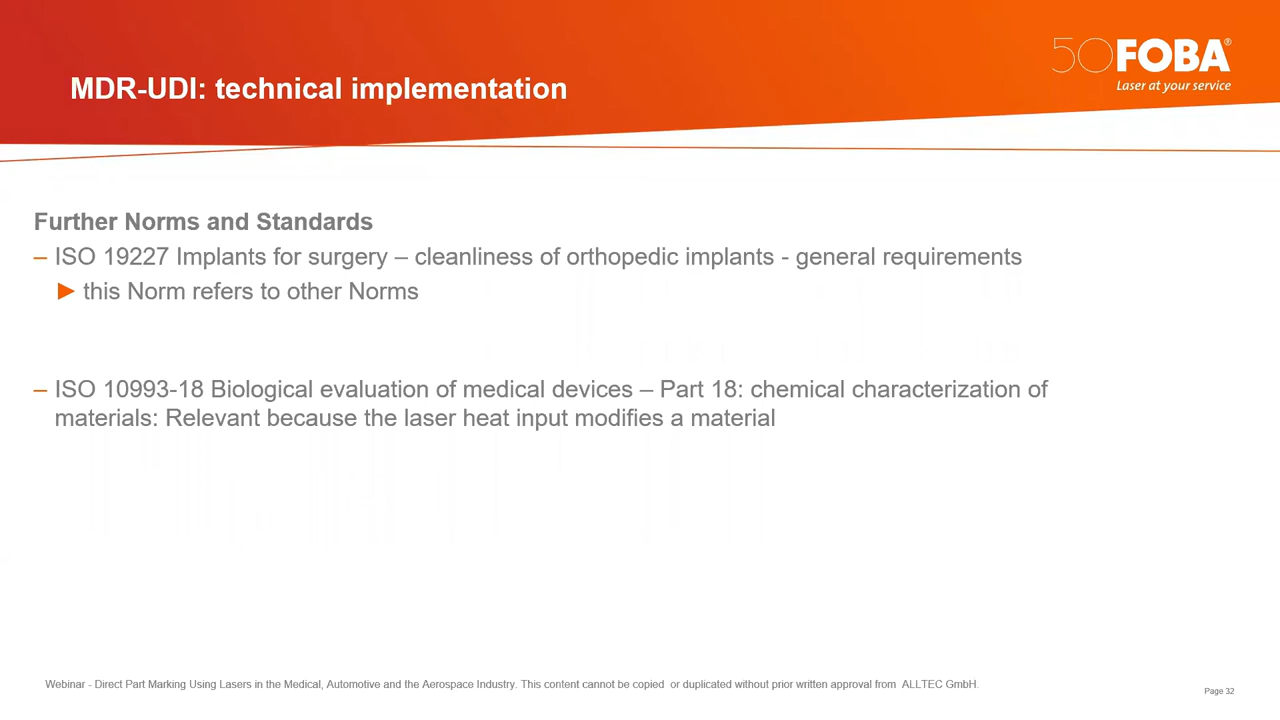 MDR-UDI: technical implementation
50 FOBA®
Laser at your service
Further Norms and Standards
– ISO 19227 Implants for surgery – cleanliness of orthopedic implants - general requirements
► this Norm refers to other Norms
– ISO 10993-18 Biological evaluation of medical devices – Part 18: chemical characterization of
materials: Relevant because the laser heat input modifies a material
Webinar - Direct Part Marking Using Lasers in the Medical, Automotive and the Aerospace Industry. This content cannot be copied  or duplicated without prior written approval from  ALLTEC GmbH.
Page 32